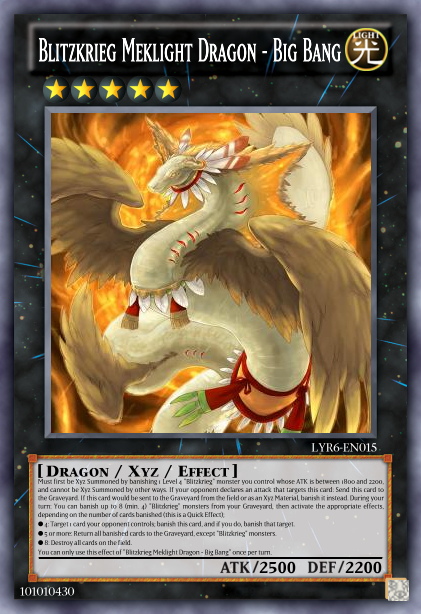 BLITZKRIEG MEKLIGHT DRAGON - BIG BANG
LIGHT
光
LYR6-EN015
[ DRAGON / XYZ / EFFECT ]
Must first be Xyz Summoned by banishing 1 Level 4 "Blitzkrieg" monster you control whose ATK is between 1800 and 2200,
and cannot be Xyz Summoned by other ways. If your opponent declares an attack that targets this card: Send this card to
the Graveyard. If this card would be sent to the Graveyard from the field or as an Xyz Material, banish it instead. During your
turn: You can banish up to 8 (min. 4) "Blitzkrieg" monsters from your Graveyard, then activate the appropriate effects,
depending on the number of cards banished (this is a Quick Effect);
● 4: Target 1 card your opponent controls; banish this card, and if you do, banish that target.
● 5 or more: Return all banished cards to the Graveyard, except "Blitzkrieg" monsters.
● 8: Destroy all cards on the field.
You can only use this effect of "Blitzkrieg Meklight Dragon - Big Bang" once per turn.
ATK/2500 DEF/2200
101010430